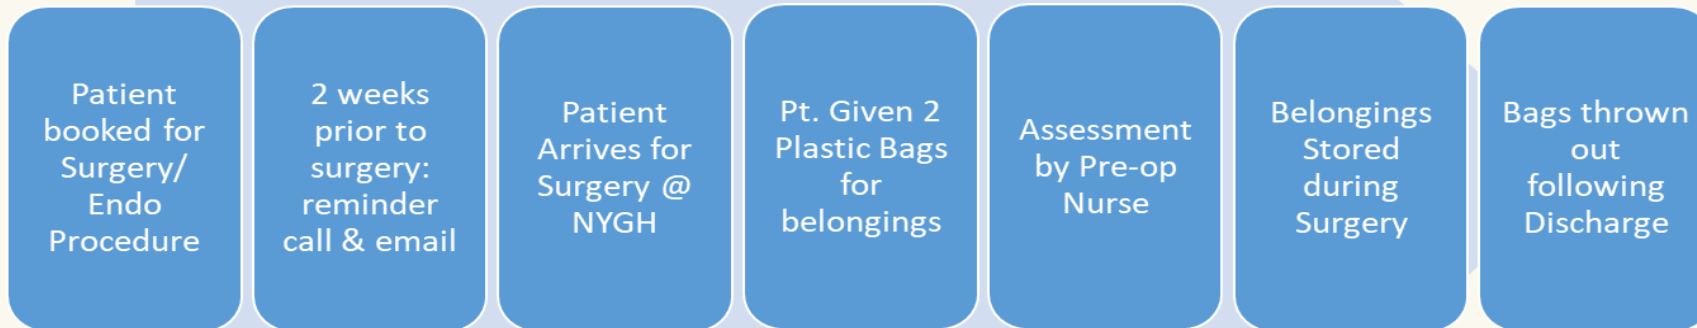 Patient
booked for
Surgery/
Endo
Procedure
2 weeks
prior to
surgery:
reminder
call & email
Patient
Arrives for
Surgery @
NYGH
Pt. Given 2
Plastic Bags
for
belongings
Assessment
by Pre-op
Nurse
Belongings
Stored
during
Surgery
Bags thrown
out
following
Discharge